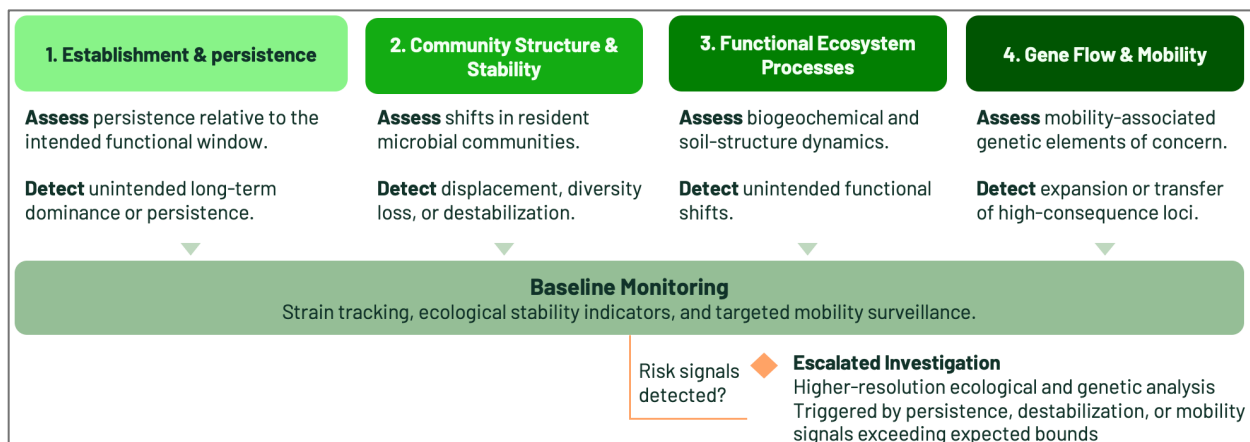 1. Establishment & persistence
Assess persistence relative to the
intended functional window.
Detect unintended long-term
dominance or persistence.
2. Community Structure &
Stability
Assess shifts in resident
microbial communities.
Detect displacement, diversity
loss, or destabilization.
3. Functional Ecosystem
Processes
Assess biogeochemical and
soil-structure dynamics.
Detect unintended functional
shifts.
4. Gene Flow & Mobility
Assess mobility-associated
genetic elements of concern.
Detect expansion or transfer
of high-consequence loci.
Baseline Monitoring
Strain tracking, ecological stability indicators, and targeted mobility surveillance.
Risk signals
detected?
Escalated Investigation
Higher-resolution ecological and genetic analysis
Triggered by persistence, destabilization, or mobility
signals exceeding expected bounds